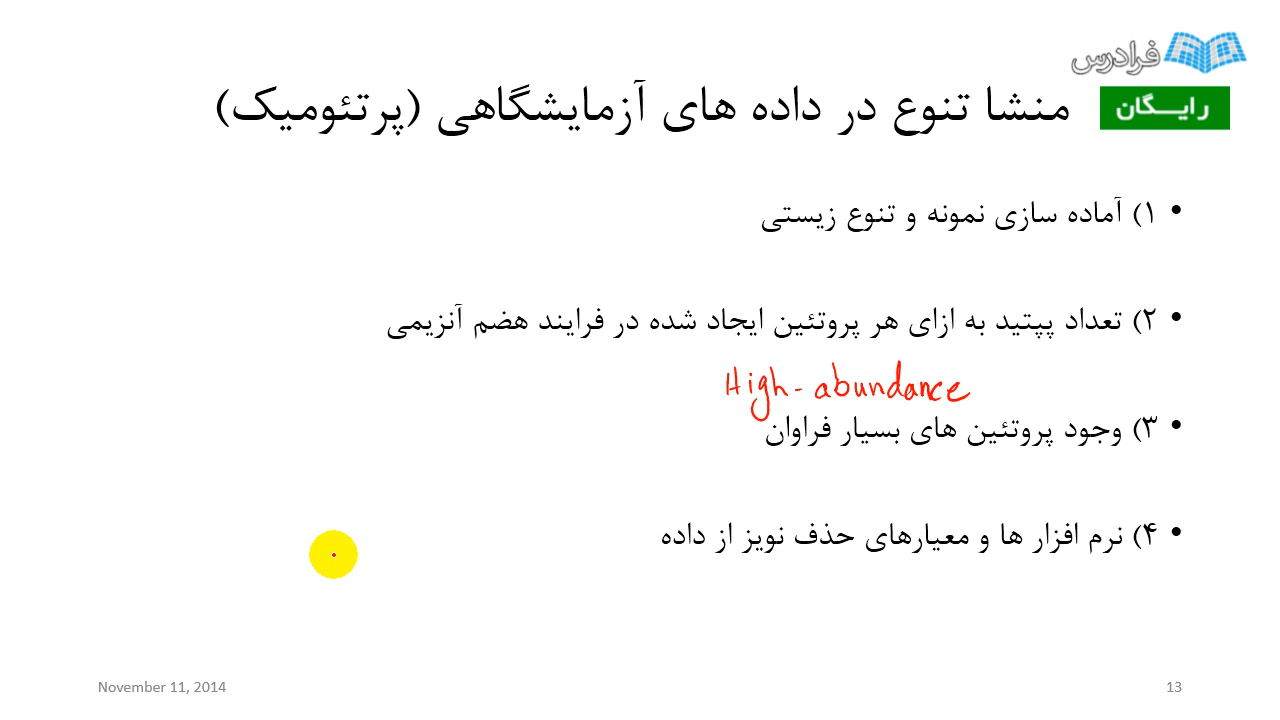 فرادرس
رایگان
منشا تنوع در داده های آزمایشگاهی (پرتئومیک)
• ۱) آماده سازی نمونه و تنوع زیستی
• ۲) تعداد پپتید به ازای هر پروتئین ایجاد شده در فرایند هضم آنزیمی
High-abundance
• ۳) وجود پروتئین های بسیار فراوان
• ۴) نرم افزار ها و معیارهای حذف نویز از داده
November 11, 2014
13